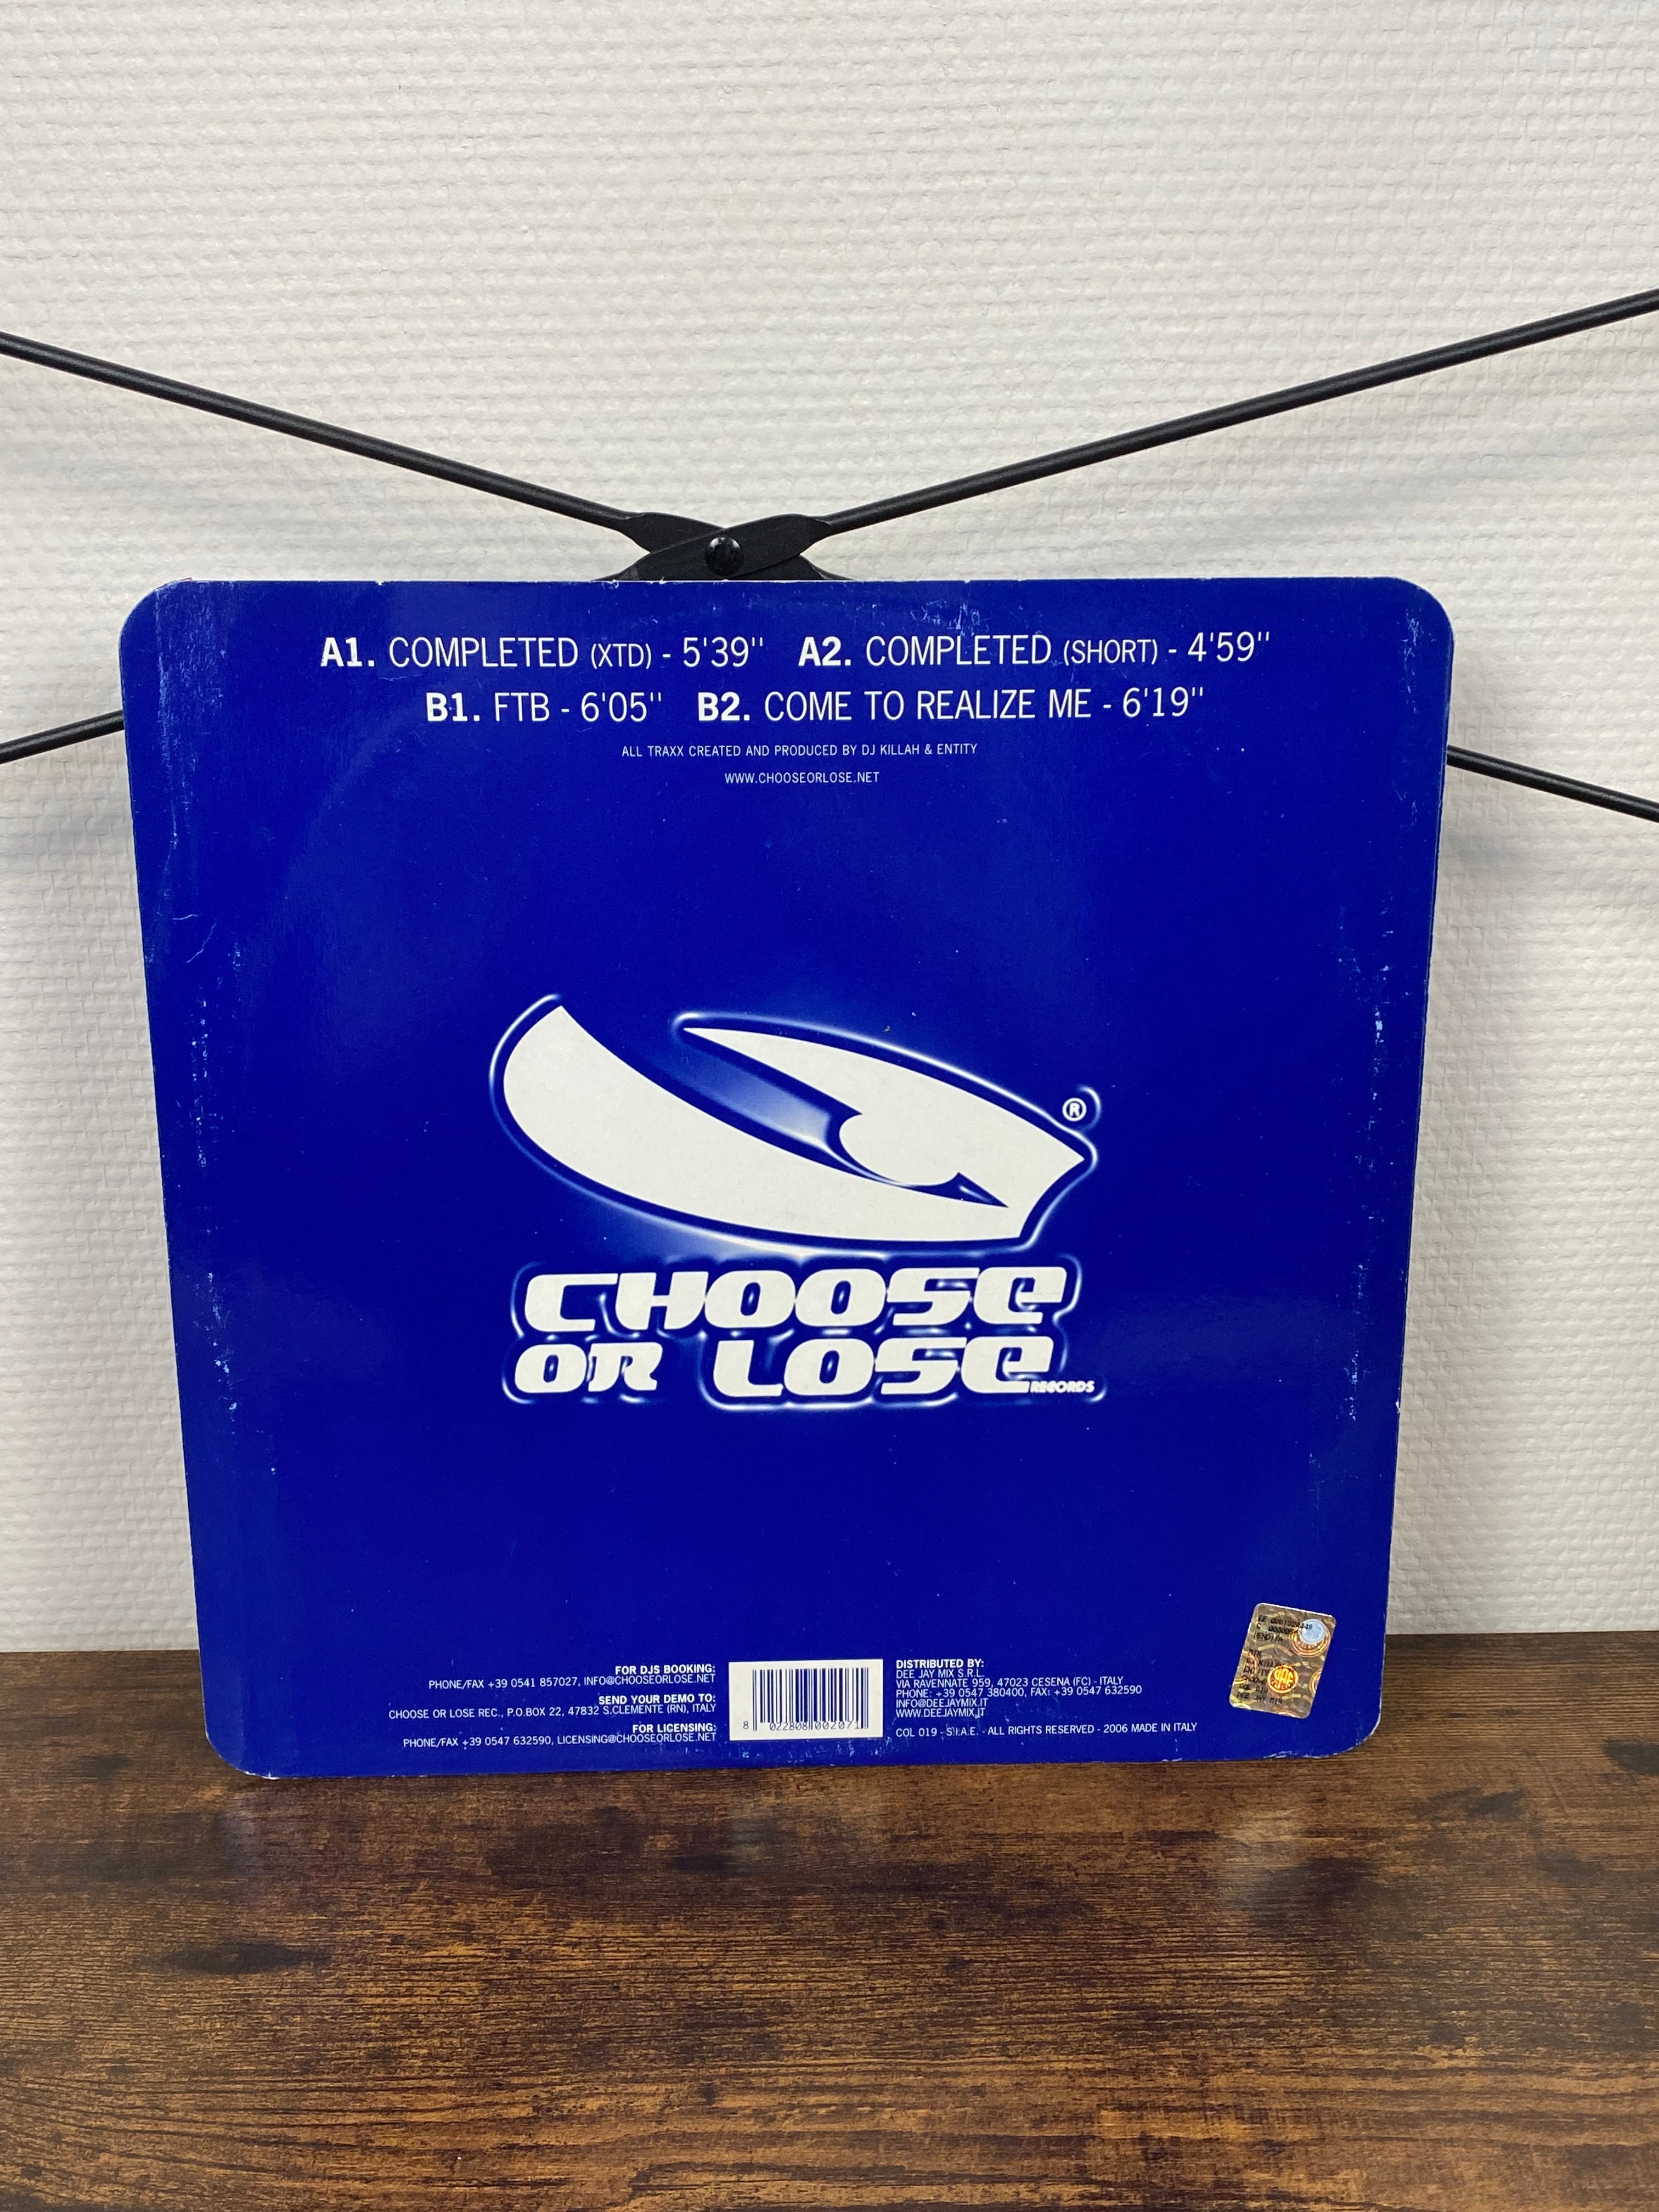 A1. COMPLETED (XTD) - 5'39" A2. COMPLETED (SHORT) - 4'59"
B1. FTB - 6'05" B2. COME TO REALIZE ME - 6'19"
ALL TRAXX CREATED AND PRODUCED BY DJ KILLAH & ENTITY
WWW.CHOOSEORLOSE.NET
®
CHOOSE
OR LOSE
RECORDS
FOR DJS BOOKING:
PHONE/FAX +39 0541 857027, INFO@CHOOSEORLOSE.NET
SEND YOUR DEMO TO:
CHOOSE OR LOSE REC., P.O.BOX 22, 47832 S.CLEMENTE (RN), ITALY
FOR LICENSING:
PHONE/FAX +39 0547 632590, LICENSING@CHOOSEORLOSE.NET
8 022808 002071
DISTRIBUTED BY:
DEE JAY MIX S.R.L.
VIA RAVENNATE 959, 47023 CESENA (FC) - ITALY
PHONE: +39 0547 380400, FAX: +39 0547 632590
INFO@DEEJAYMIX.IT
WWW.DEEJAYMIX.IT
COL 019 - S.I.A.E. - ALL RIGHTS RESERVED - 2006 MADE IN ITALY